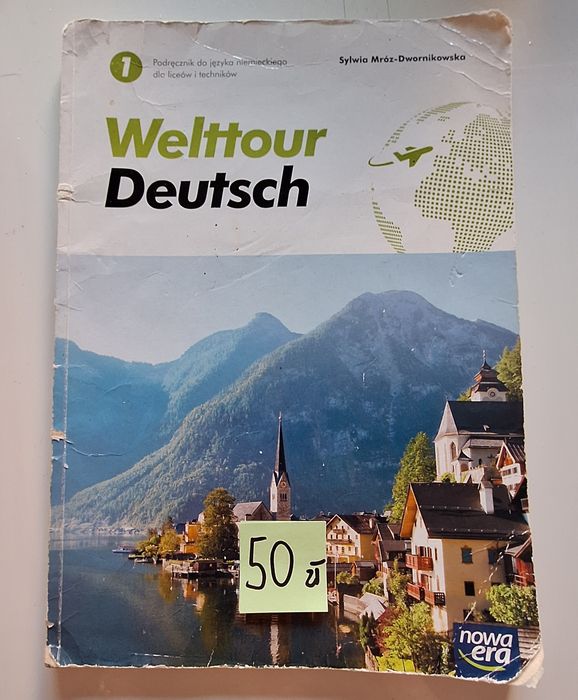 1
Podręcznik do języka niemieckiego
dla liceów i techników
Sylwia Mróz-Dwornikowska
Welttour
Deutsch
50 zł
nowa
era